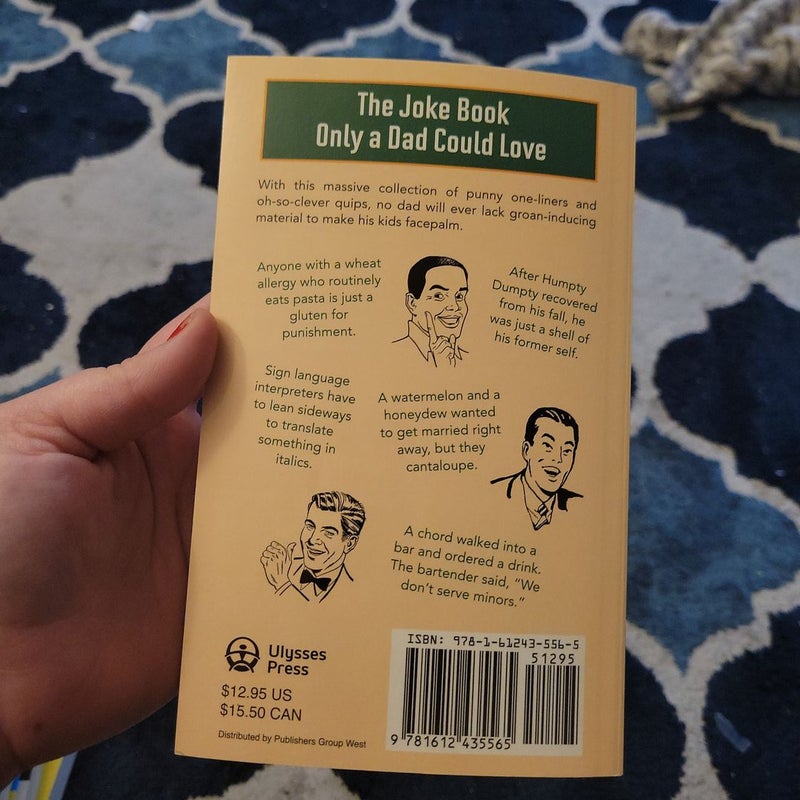 The Joke Book
Only a Dad Could Love
With this massive collection of punny one-liners and
oh-so-clever quips, no dad will ever lack groan-inducing
material to make his kids facepalm.
Anyone with a wheat
allergy who routinely
eats pasta is just a
gluten for
punishment.
After Humpty
Dumpty recovered
from his fall, he
was just a shell of
his former self.
Sign language
interpreters have
to lean sideways
to translate
something in
italics.
A watermelon and a
honeydew wanted
to get married right
away, but they
cantaloupe.
A chord walked into a
bar and ordered a drink.
The bartender said, “We
don’t serve minors.”
Ulysses
Press
$12.95 US
$15.50 CAN
Distributed by Publishers Group West
ISBN: 978-1-61243-556-5
51295
9 781612 435565